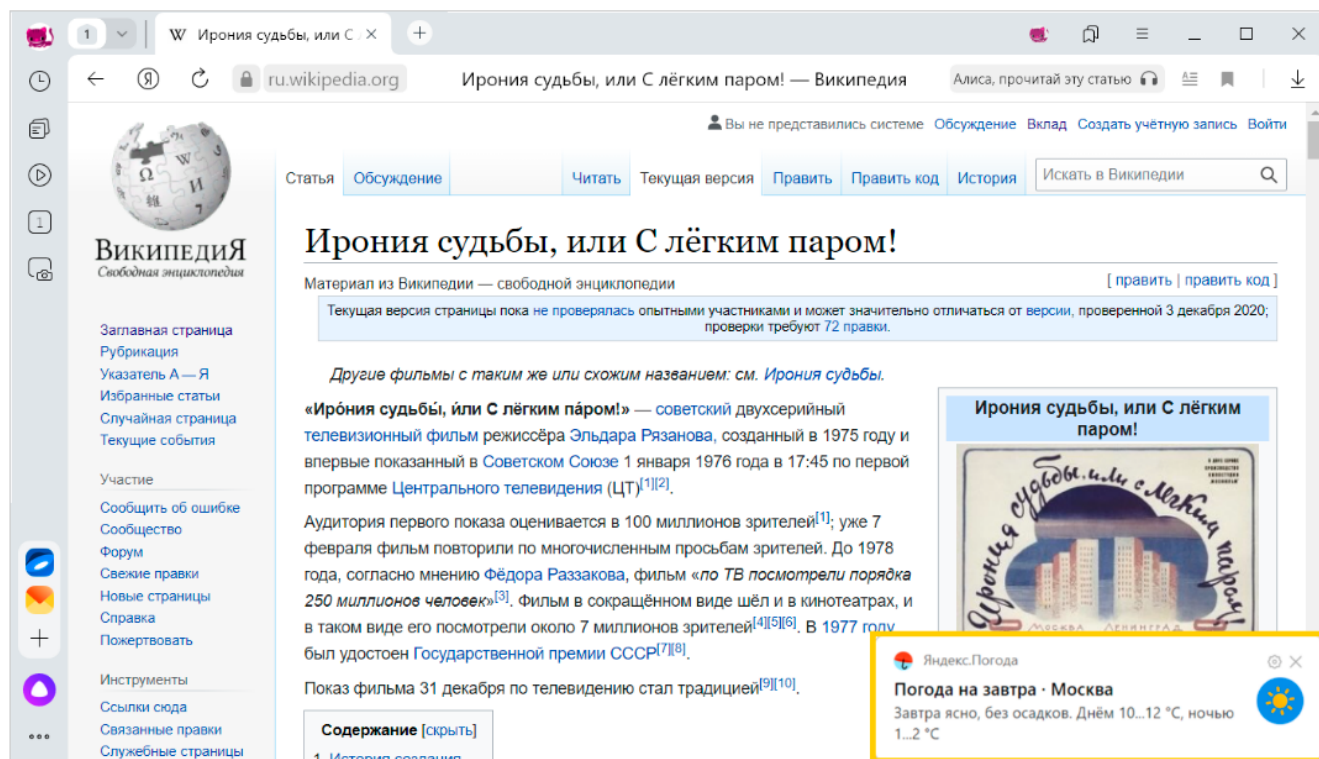 1
W Ирония судьбы, или С
ru.wikipedia.org
Ирония судьбы, или С лёгким паром! — Википедия
Алиса, прочитай эту статью
Вы не представились системе Обсуждение Вклад Создать учётную запись Войти
Статья Обсуждение Читать Текущая версия Править Править код История Искать в Википедии
1
ВикипедиЯ
Свободная энциклопедия
Заглавная страница
Рубрикация
Указатель А — Я
Избранные статьи
Случайная страница
Текущие события
Участие
Сообщить об ошибке
Сообщество
Форум
Свежие правки
Новые страницы
Справка
Пожертвовать
Инструменты
Ссылки сюда
Связанные правки
Служебные страницы
Ирония судьбы, или С лёгким паром!
Материал из Википедии — свободной энциклопедии
[ править | править код ]
Текущая версия страницы пока не проверялась опытными участниками и может значительно отличаться от версии, проверенной 3 декабря 2020;
проверки требуют 72 правки.
Другие фильмы с таким же или схожим названием: см. Ирония судьбы.
«Иро́ния судьбы́, и́ли С лёгким па́ром!» — советский двухсерийный
телевизионный фильм режиссёра Эльдара Рязанова, созданный в 1975 году и
впервые показанный в Советском Союзе 1 января 1976 года в 17:45 по первой
программе Центрального телевидения (ЦТ)[1][2].
Аудитория первого показа оценивается в 100 миллионов зрителей[1]; уже 7
февраля фильм повторили по многочисленным просьбам зрителей. До 1978
года, согласно мнению Фёдора Раззакова, фильм «по ТВ посмотрели порядка
250 миллионов человек»[3]. Фильм в сокращённом виде шёл и в кинотеатрах, и
в таком виде его посмотрели около 7 миллионов зрителей[4][5][6]. В 1977 году
был удостоен Государственной премии СССР[7][8].
Показ фильма 31 декабря по телевидению стал традицией[9][10].
Содержание [скрыть]
1 История создания
Ирония судьбы, или С лёгким
паром!
Ирония судьбы, или с лёгким паром!
МОСКВА ЛЕНИНГРАД
Яндекс.Погода
Погода на завтра · Москва
Завтра ясно, без осадков. Днём 10...12 °C, ночью
1...2 °C